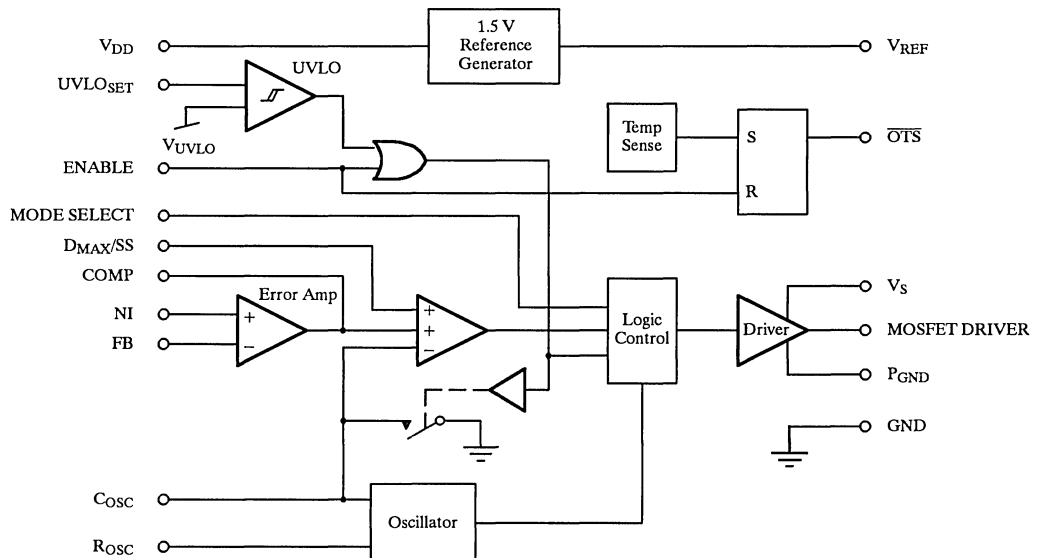 1.5 V
Reference
Generator
V_DD
V_REF
UVLO
UVLO_SET
V_UVLO
Temp
Sense
S
R
O̅T̅S̅
ENABLE
MODE SELECT
D_MAX/SS
COMP
Error Amp
NI
+
FB
−
+
+
−
Logic
Control
Driver
V_S
MOSFET DRIVER
P_GND
GND
C_OSC
Oscillator
R_OSC